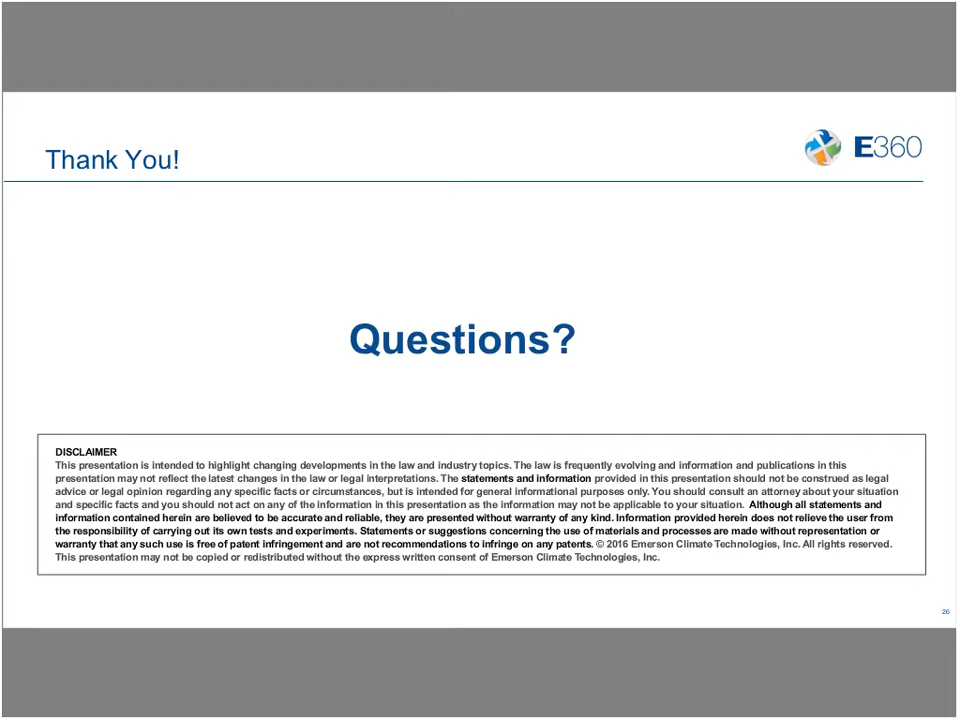 Thank You!
E360
Questions?
DISCLAIMER
This presentation is intended to highlight changing developments in the law and industry topics. The law is frequently evolving and information and publications in this
presentation may not reflect the latest changes in the law or legal interpretations. The statements and information provided in this presentation should not be construed as legal
advice or legal opinion regarding any specific facts or circumstances, but is intended for general informational purposes only. You should consult an attorney about your situation
and specific facts and you should not act on any of the information in this presentation as the information may not be applicable to your situation. Although all statements and
information contained herein are believed to be accurate and reliable, they are presented without warranty of any kind. Information provided herein does not relieve the user from
the responsibility of carrying out its own tests and experiments. Statements or suggestions concerning the use of materials and processes are made without representation or
warranty that any such use is free of patent infringement and are not recommendations to infringe on any patents. © 2016 Emerson Climate Technologies, Inc. All rights reserved.
This presentation may not be copied or redistributed without the express written consent of Emerson Climate Technologies, Inc.
26